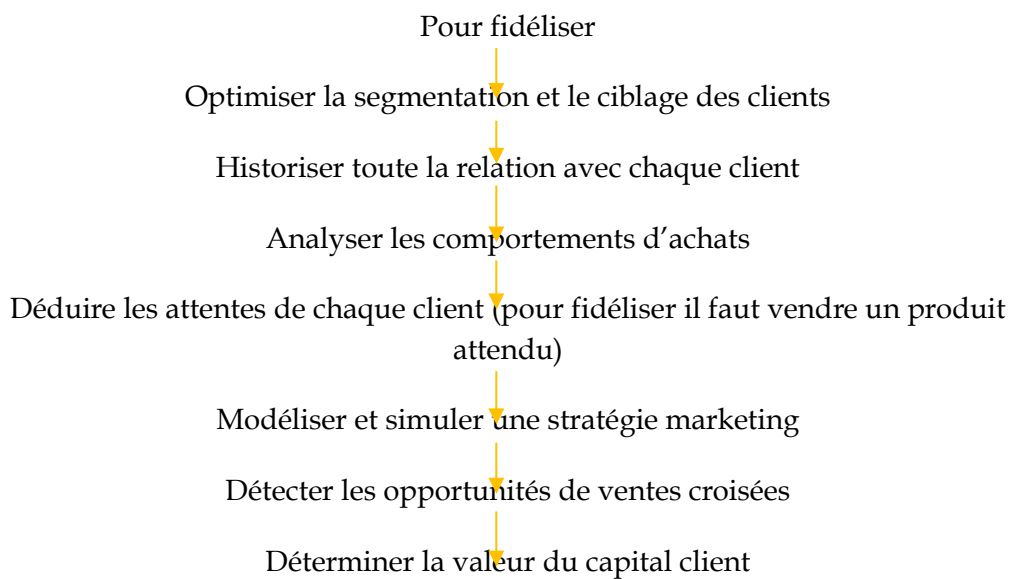 Pour fidéliser
Optimiser la segmentation et le ciblage des clients
Historiser toute la relation avec chaque client
Analyser les comportements d’achats
Déduire les attentes de chaque client (pour fidéliser il faut vendre un produit
attendu)
Modéliser et simuler une stratégie marketing
Détecter les opportunités de ventes croisées
Déterminer la valeur du capital client